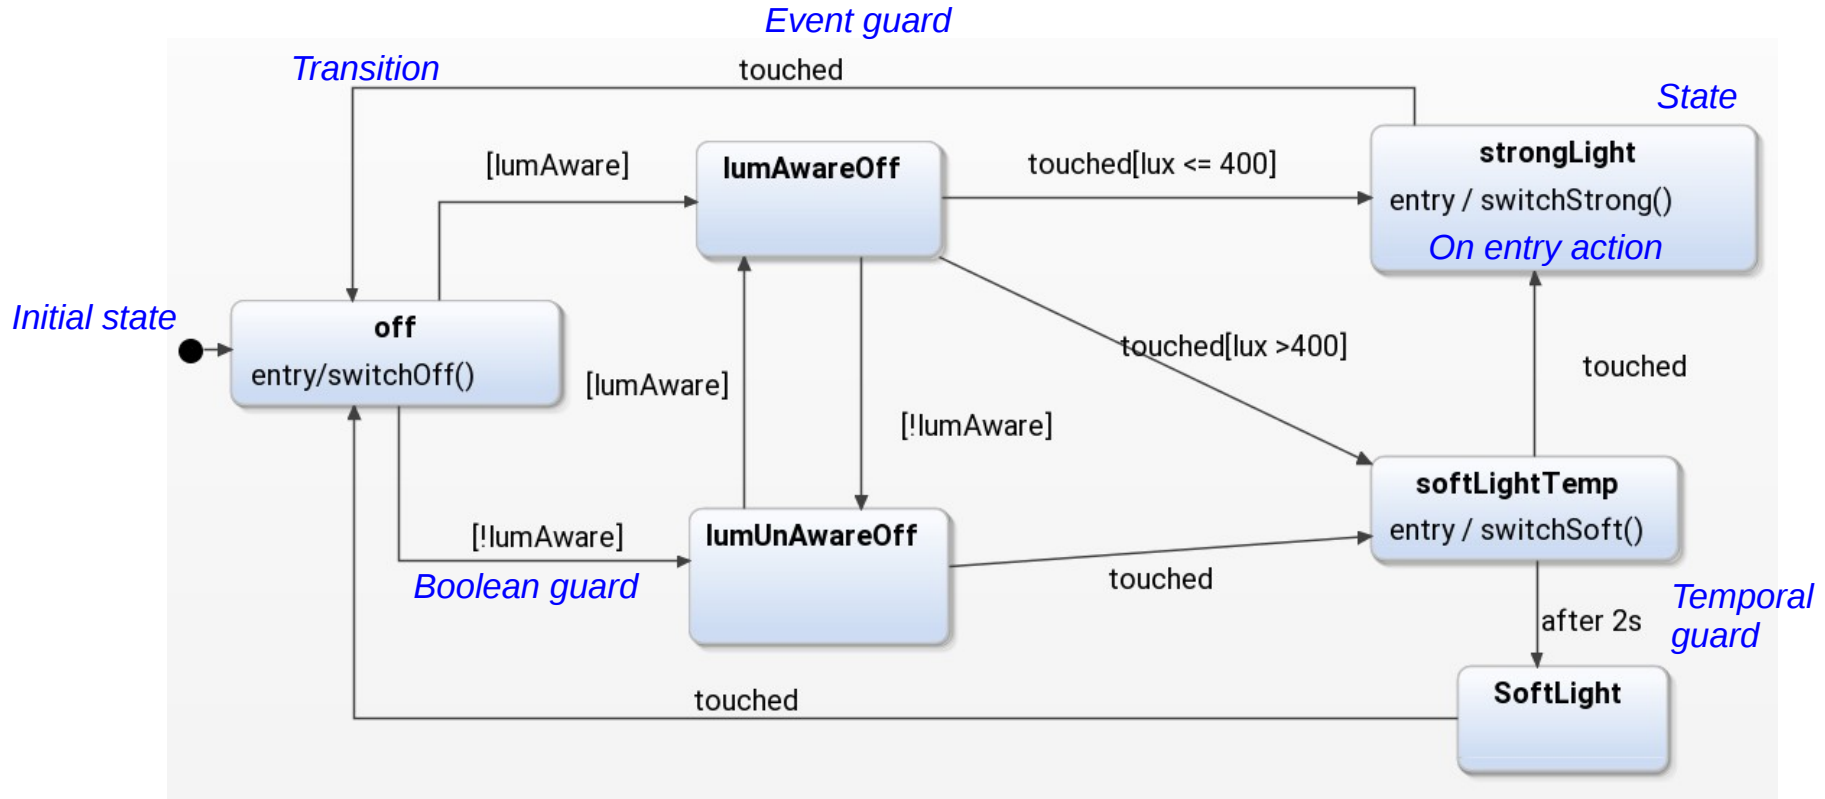 Event guard
Transition
touched
State
[lumAware]
lumAwareOff
touched[lux <= 400]
strongLight
entry / switchStrong()
On entry action
Initial state
off
entry/switchOff()
[lumAware]
touched[lux >400]
touched
[!lumAware]
softLightTemp
entry / switchSoft()
[!lumAware]
lumUnAwareOff
Boolean guard
touched
Temporal
guard
after 2s
touched
SoftLight